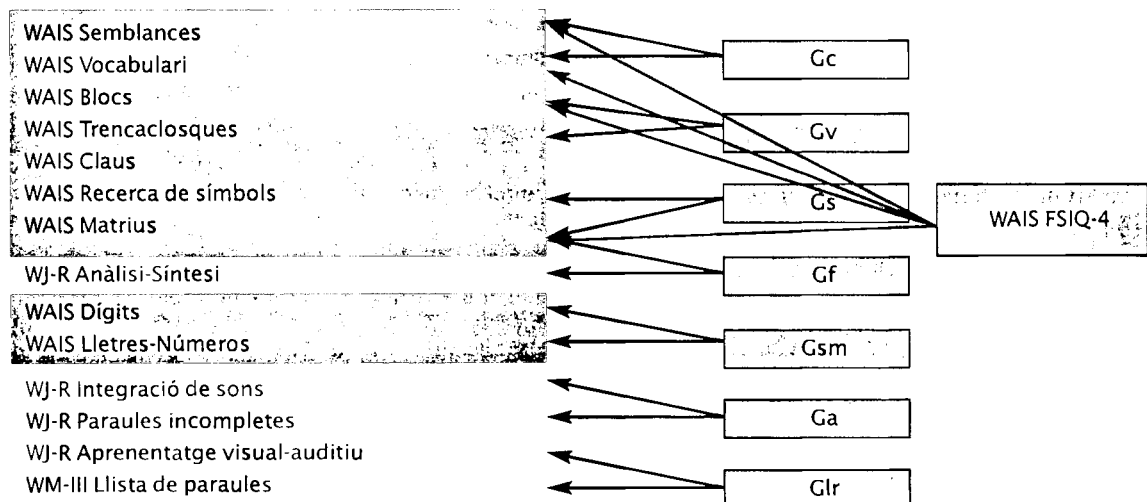 WAIS Semblances
WAIS Vocabulari
WAIS Blocs
WAIS Trencaclosques
WAIS Claus
WAIS Recerca de símbols
WAIS Matrius
WJ-R Anàlisi-Síntesi
WAIS Dígits
WAIS Lletres-Números
WJ-R Integració de sons
WJ-R Paraules incompletes
WJ-R Aprenentatge visual-auditiu
WM-III Llista de paraules
Gc
Gv
Gs
Gf
Gsm
Ga
Glr
WAIS FSIQ-4